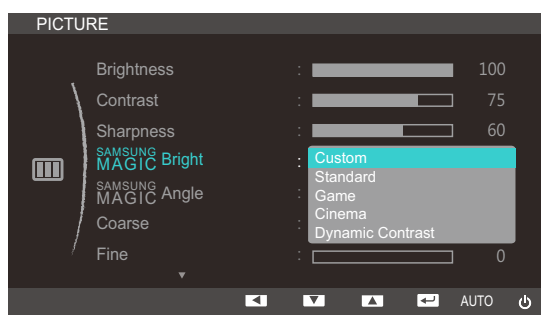 PICTURE
Brightness : 100
Contrast : 75
Sharpness : 60
SAMSUNG MAGIC Bright : Custom
Standard
SAMSUNG MAGIC Angle : Game
Cinema
Coarse : Dynamic Contrast
Fine : 0
AUTO